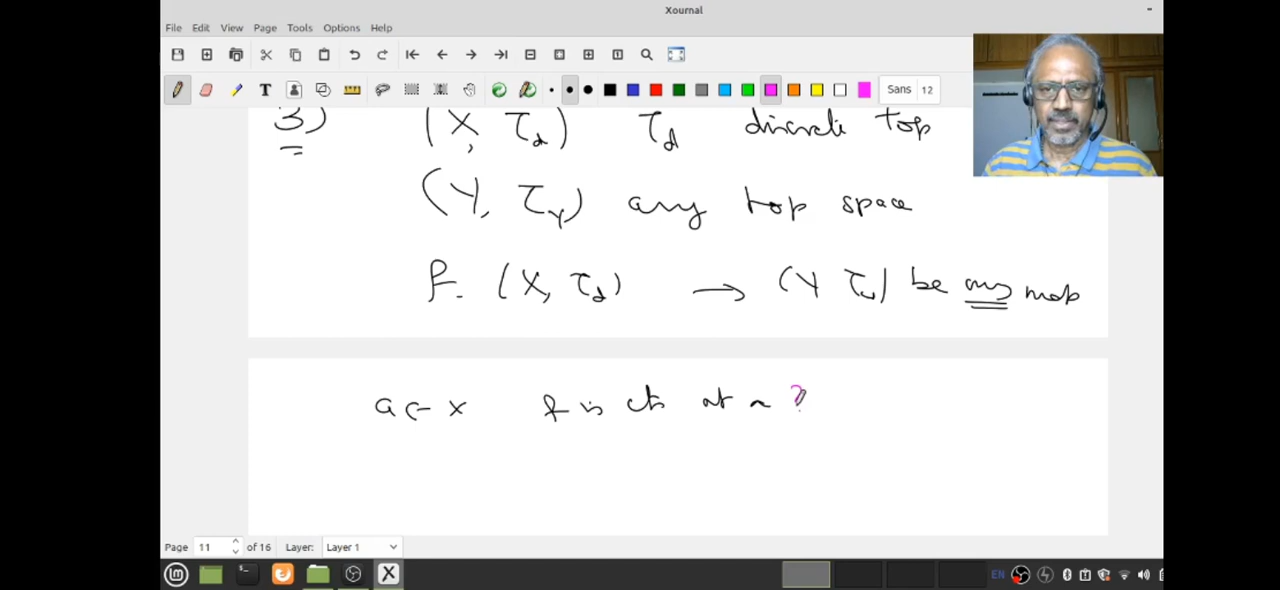 Xournal
File Edit View Page Tools Options Help
Sans 12
3) (X, τd) τd discrete top
(Y, τY) any top space
f. (X, τd) → (Y τY) be any map
a ∈ X f is cts at a ?
Page 11 of 16 Layer: Layer 1
EN